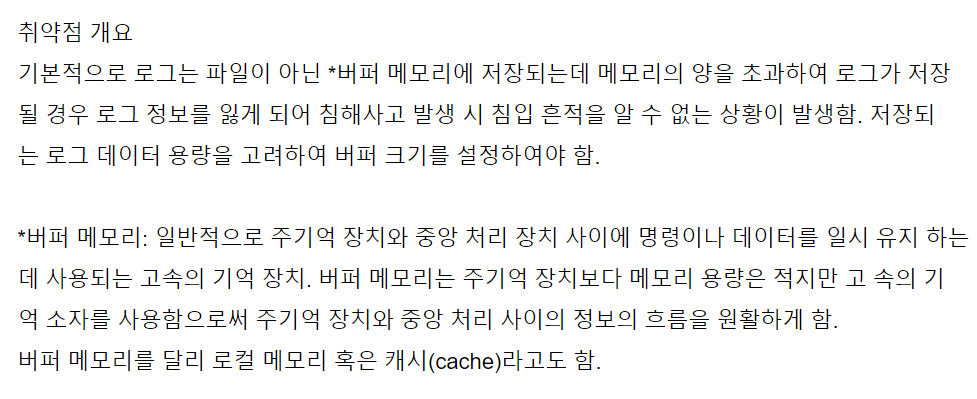 취약점 개요
기본적으로 로그는 파일이 아닌 *버퍼 메모리에 저장되는데 메모리의 양을 초과하여 로그가 저장
될 경우 로그 정보를 잃게 되어 침해사고 발생 시 침입 흔적을 알 수 없는 상황이 발생함. 저장되
는 로그 데이터 용량을 고려하여 버퍼 크기를 설정하여야 함.
*버퍼 메모리: 일반적으로 주기억 장치와 중앙 처리 장치 사이에 명령이나 데이터를 일시 유지 하는
데 사용되는 고속의 기억 장치. 버퍼 메모리는 주기억 장치보다 메모리 용량은 적지만 고 속의 기
억 소자를 사용함으로써 주기억 장치와 중앙 처리 사이의 정보의 흐름을 원활하게 함.
버퍼 메모리를 달리 로컬 메모리 혹은 캐시(cache)라고도 함.